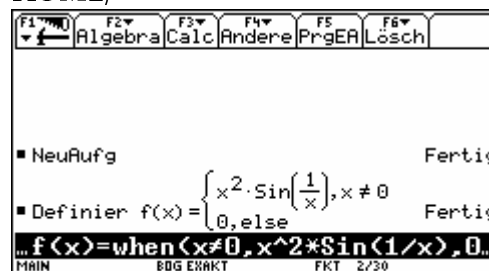 F1 F2 F3 F4 F5 F6
Algebra Calc Andere PrgEA Lösch
NeuAufg Fertig
Definier f(x)={x²·Sin(1/x),x≠0
0,else Fertig
…f(x)=when(x≠0,x^2*Sin(1/x),0…
MAIN BOG EXAKT FKT 2/30